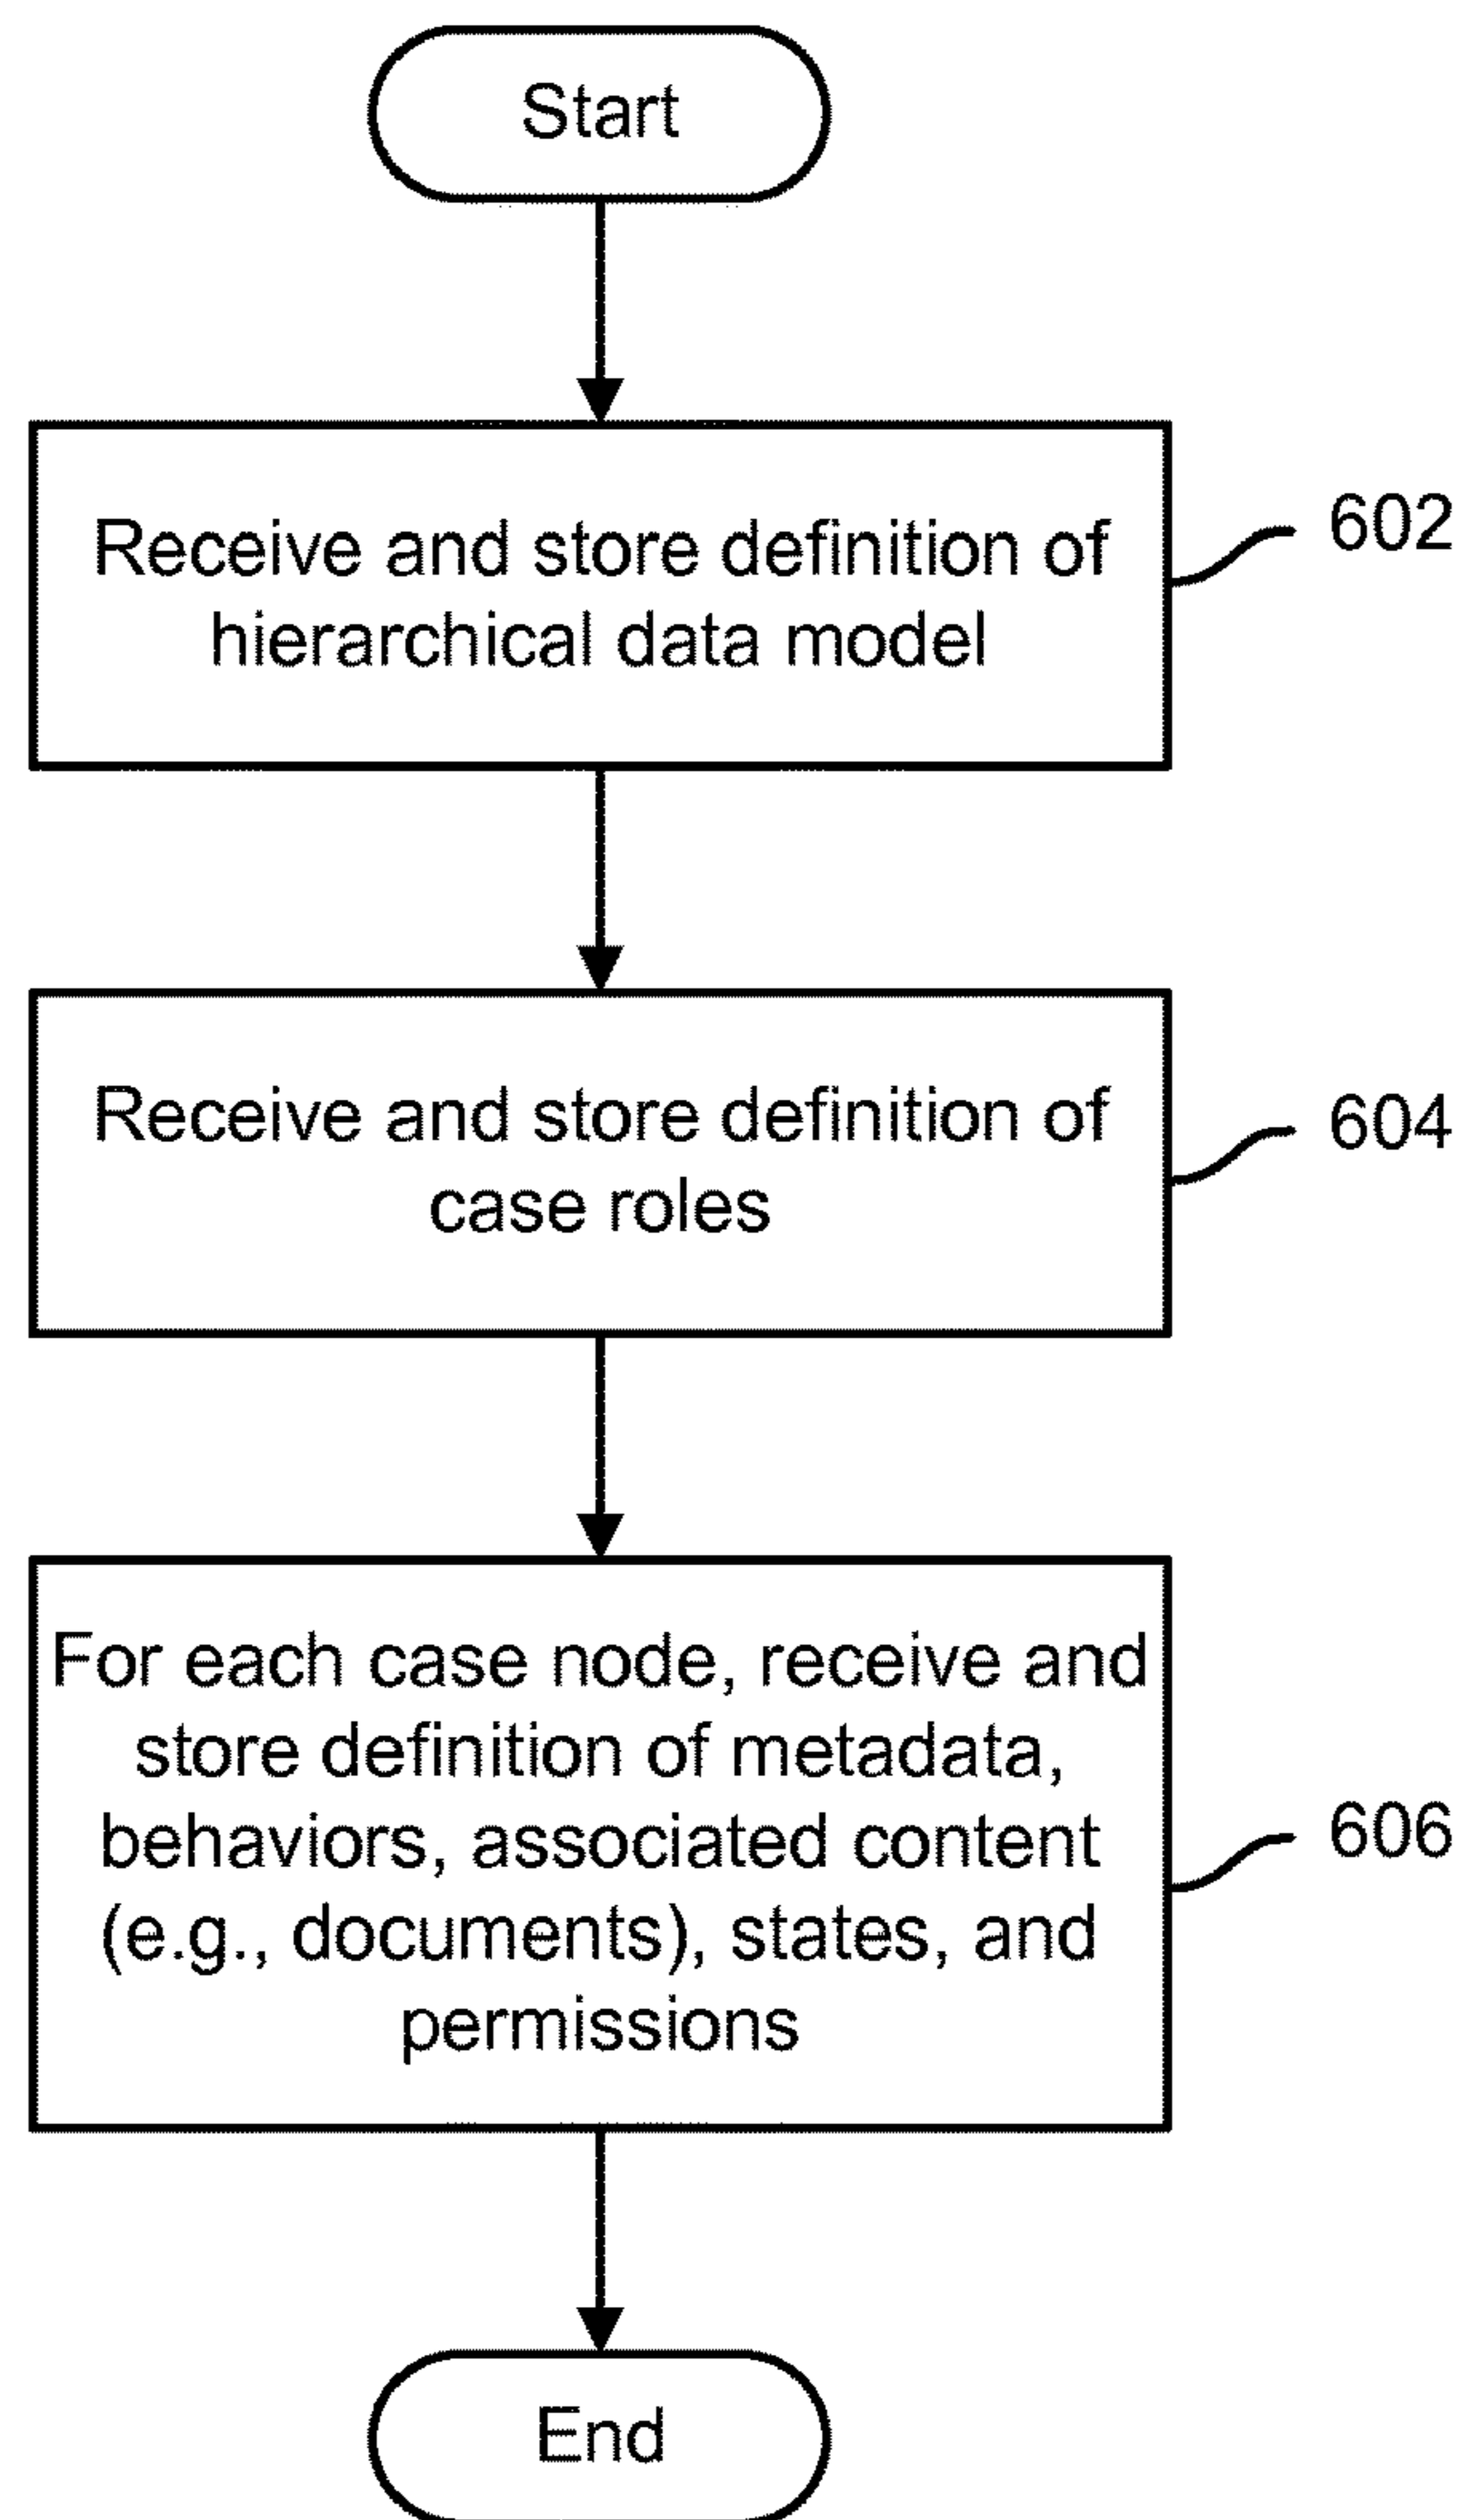 Start
Receive and store definition of
hierarchical data model
602
Receive and store definition of
case roles
604
For each case node, receive and
store definition of metadata,
behaviors, associated content
(e.g., documents), states, and
permissions
606
End